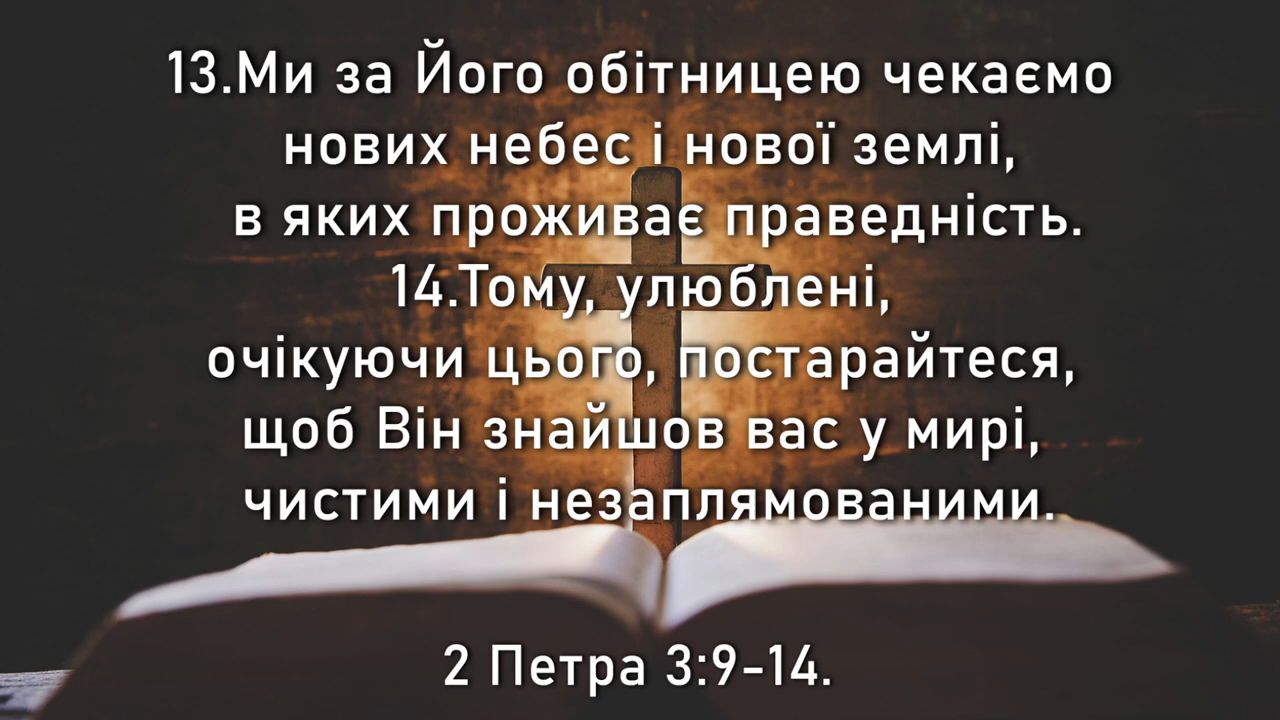 13.Ми за Його обітницею чекаємо
нових небес і нової землі,
в яких проживає праведність.
14.Тому, улюблені,
очікуючи цього, постарайтеся,
щоб Він знайшов вас у мирі,
чистими і незаплямованими.
2 Петра 3:9-14.